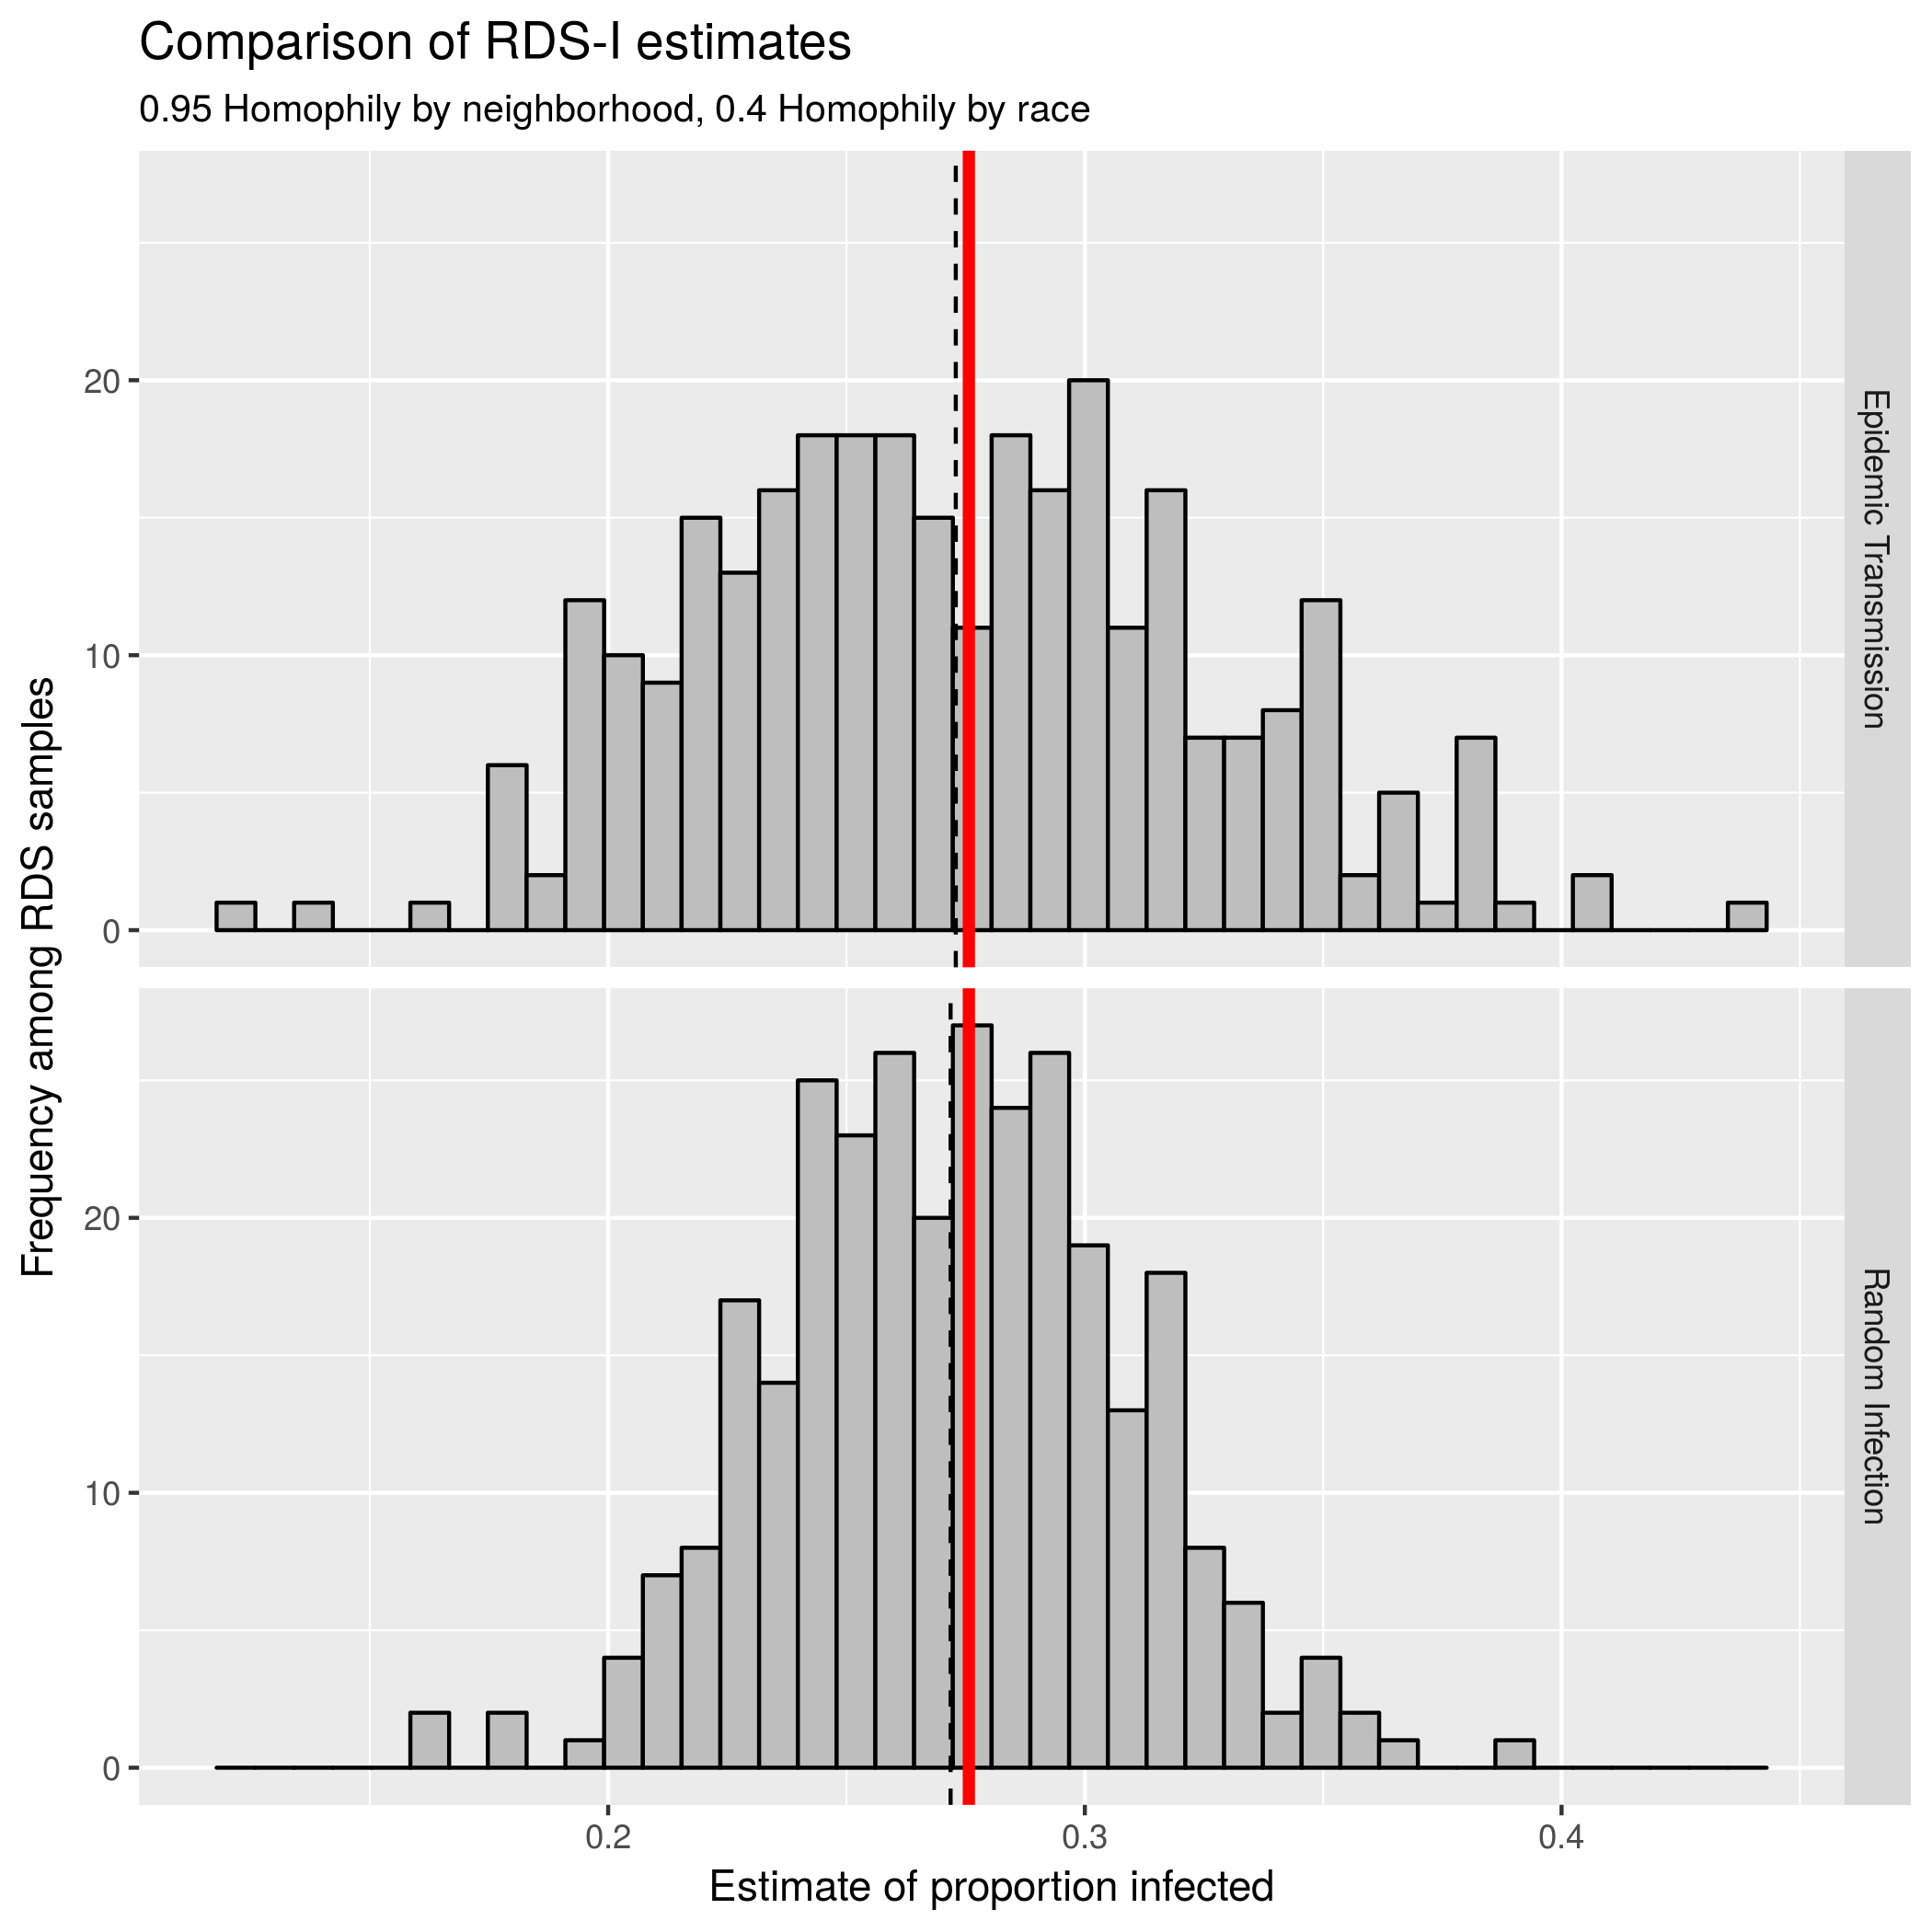 Comparison of RDS-I estimates
0.95 Homophily by neighborhood, 0.4 Homophily by race
Frequency among RDS samples
20
10
0
Epidemic Transmission
20
10
0
Random Infection
0.2
0.3
0.4
Estimate of proportion infected